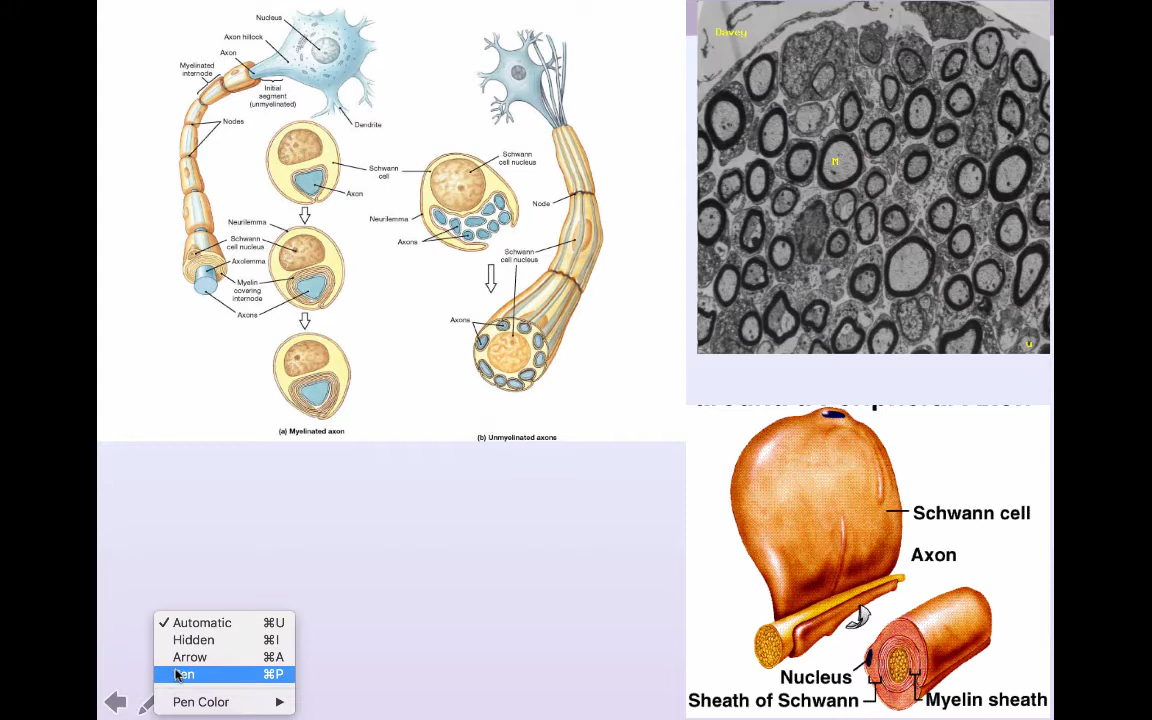 Nucleus
Axon hillock
Axon
Myelinated
internode
Initial
segment
(unmyelinated)
Nodes
Dendrite
Schwann
cell
Axon
Neurilemma
Schwann
cell nucleus
Axolemma
Myelin
covering
internode
Axons
(a) Myelinated axon
Schwann
cell nucleus
Neurilemma
Axons
Node
Schwann
cell nucleus
Axons
(b) Unmyelinated axons
Davey
M
u
Schwann cell
Axon
Nucleus
Sheath of Schwann
Myelin sheath
✓ Automatic ⌘U
Hidden ⌘I
Arrow ⌘A
⌘P
Pen Color ▶